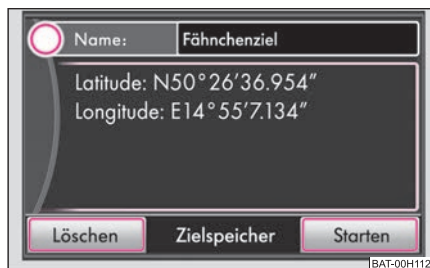 Name: Fähnchenziel
Latitude: N50°26’36.954”
Longitude: E14°55’7.134”
Löschen Zielspeicher Starten
BAT-00H112